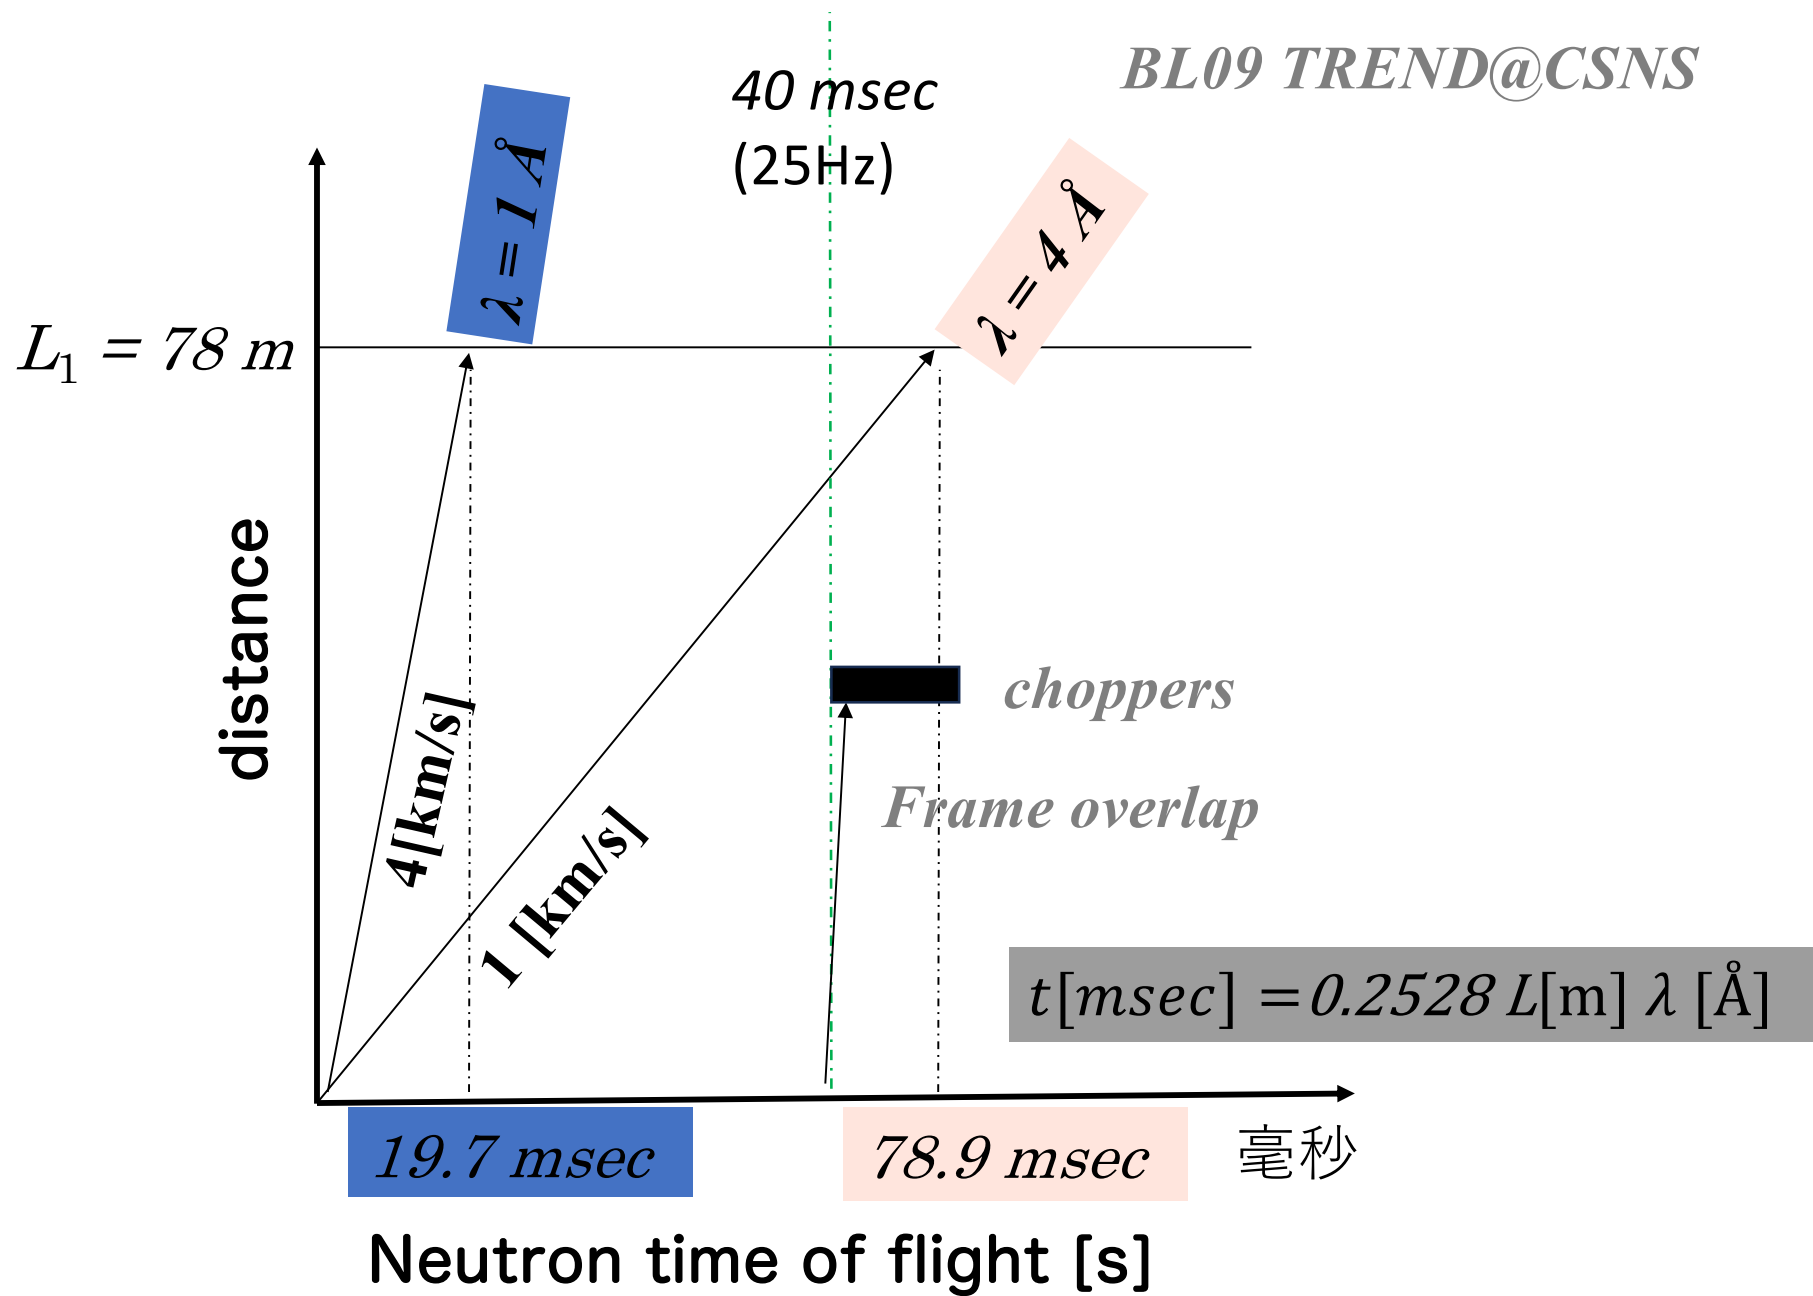 BL09 TREND@CSNS
40 msec
(25Hz)
λ = 1 Å
λ = 4 Å
L₁ = 78 m
distance
4[km/s]
1 [km/s]
choppers
Frame overlap
t[msec] = 0.2528 L[m] λ [Å]
19.7 msec
78.9 msec
毫秒
Neutron time of flight [s]